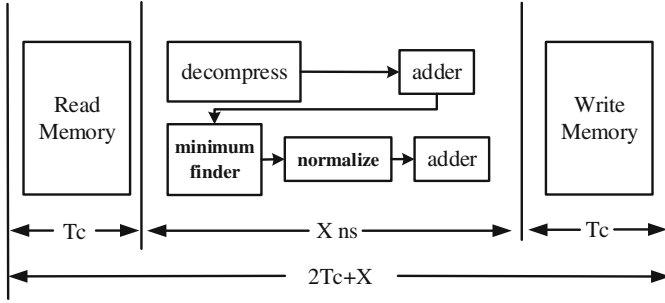 decompress
adder
Read
Memory
minimum
finder
normalize
adder
Write
Memory
Tc
X ns
Tc
2Tc+X